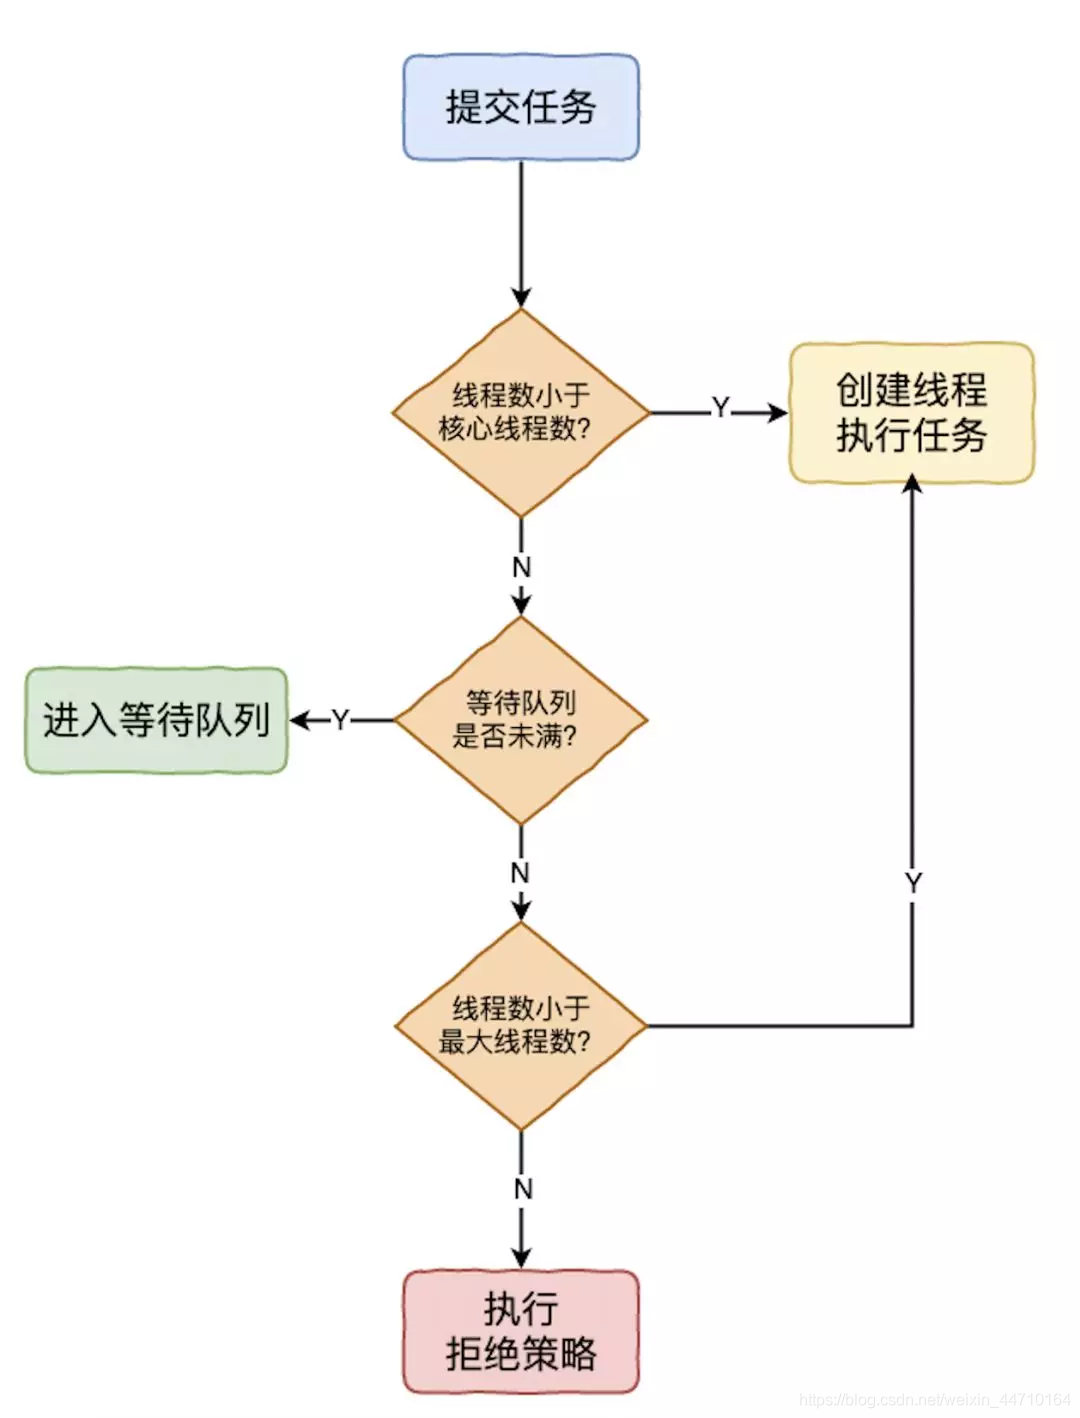 提交任务
线程数小于
核心线程数?
Y
创建线程
执行任务
N
等待队列
是否未满?
Y
进入等待队列
N
Y
线程数小于
最大线程数?
N
执行
拒绝策略
https://blog.csdn.net/weixin_44710164